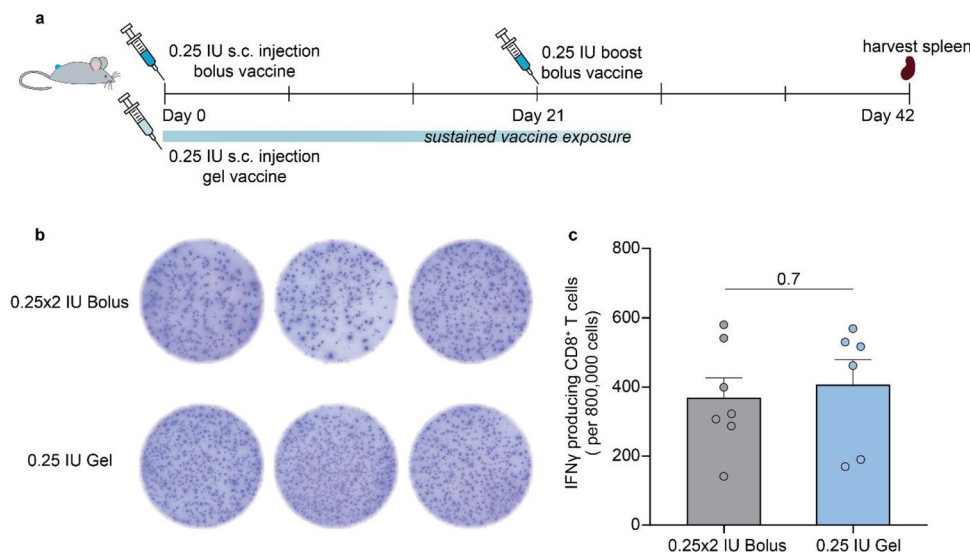 a
0.25 IU s.c. injection
bolus vaccine
0.25 IU boost
bolus vaccine
harvest spleen
Day 0
Day 21
Day 42
sustained vaccine exposure
0.25 IU s.c. injection
gel vaccine
b
0.25x2 IU Bolus
0.25 IU Gel
c
IFNγ producing CD8⁺ T cells
( per 800,000 cells)
800
600
400
200
0
0.7
0.25x2 IU Bolus
0.25 IU Gel